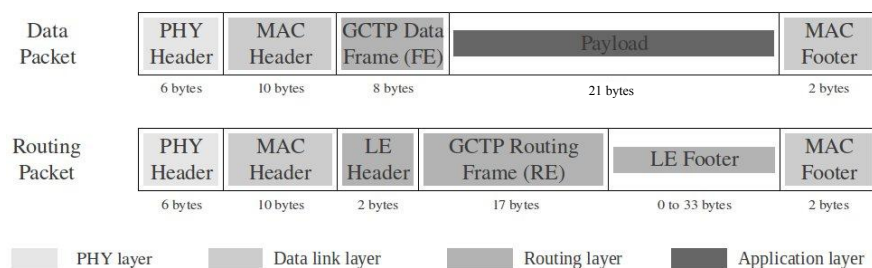 Data
Packet
PHY
Header
MAC
Header
GCTP Data
Frame (FE)
Payload
MAC
Footer
6 bytes
10 bytes
8 bytes
21 bytes
2 bytes
Routing
Packet
PHY
Header
MAC
Header
LE
Header
GCTP Routing
Frame (RE)
LE Footer
MAC
Footer
6 bytes
10 bytes
2 bytes
17 bytes
0 to 33 bytes
2 bytes
PHY layer
Data link layer
Routing layer
Application layer